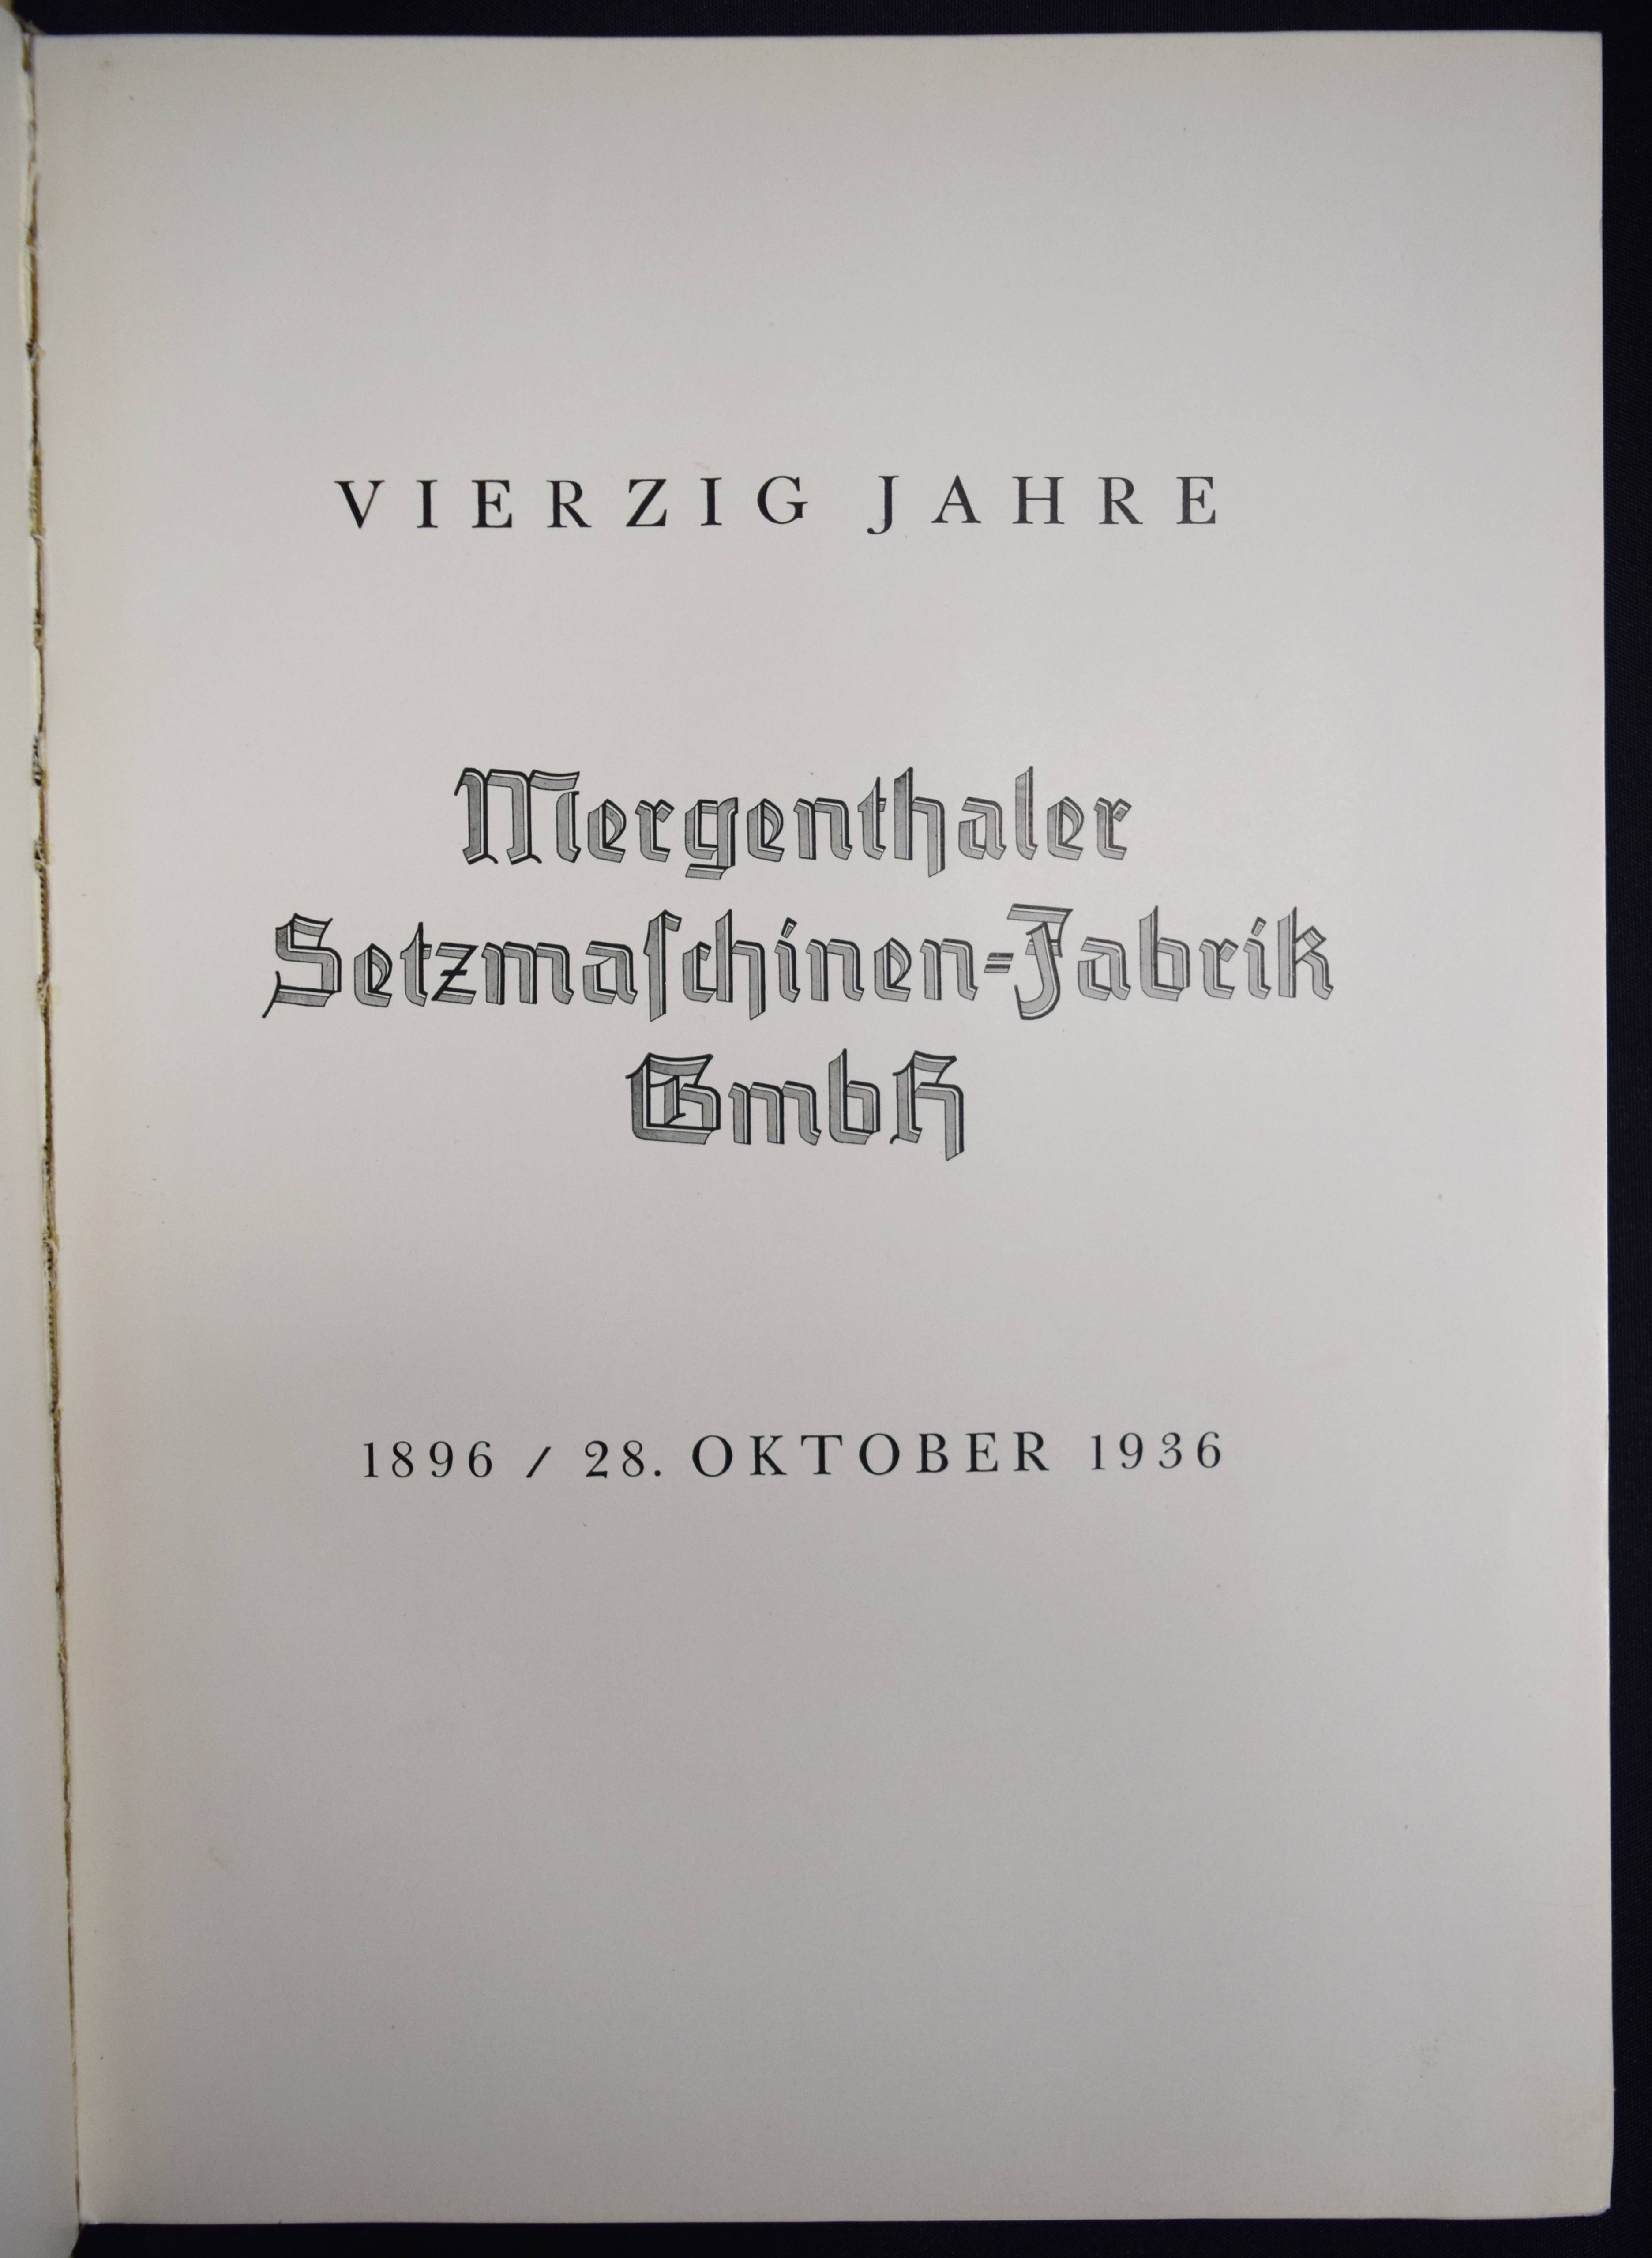 VIERZIG JAHRE
Mergenthaler
Setzmaſchinen-Fabrik
GmbH
1896 / 28. OKTOBER 1936